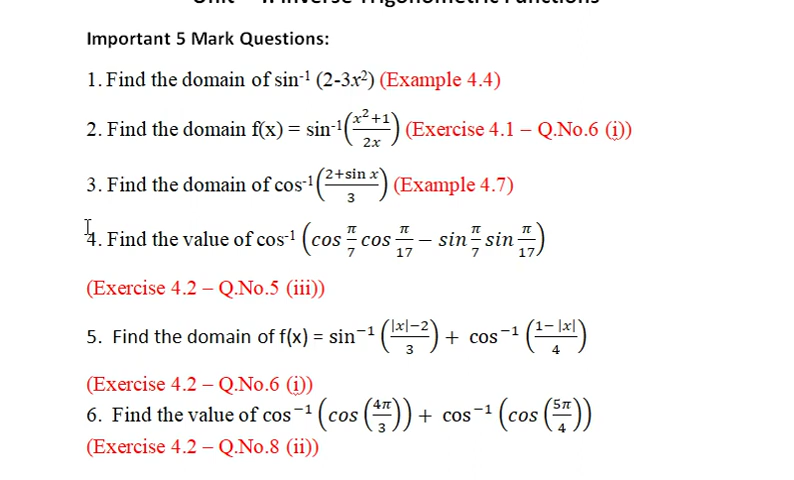 Important 5 Mark Questions:
1. Find the domain of sin⁻¹ (2-3x²) (Example 4.4)
2. Find the domain f(x) = sin⁻¹((x²+1)/2x) (Exercise 4.1 – Q.No.6 (i))
3. Find the domain of cos⁻¹((2+sin x)/3) (Example 4.7)
4. Find the value of cos⁻¹ (cos π/7 cos π/17 − sin π/7 sin π/17)
(Exercise 4.2 – Q.No.5 (iii))
5. Find the domain of f(x) = sin⁻¹ ((|x|−2)/3) + cos⁻¹ ((1−|x|)/4)
(Exercise 4.2 – Q.No.6 (i))
6. Find the value of cos⁻¹ (cos (4π/3)) + cos⁻¹ (cos (5π/4))
(Exercise 4.2 – Q.No.8 (ii))